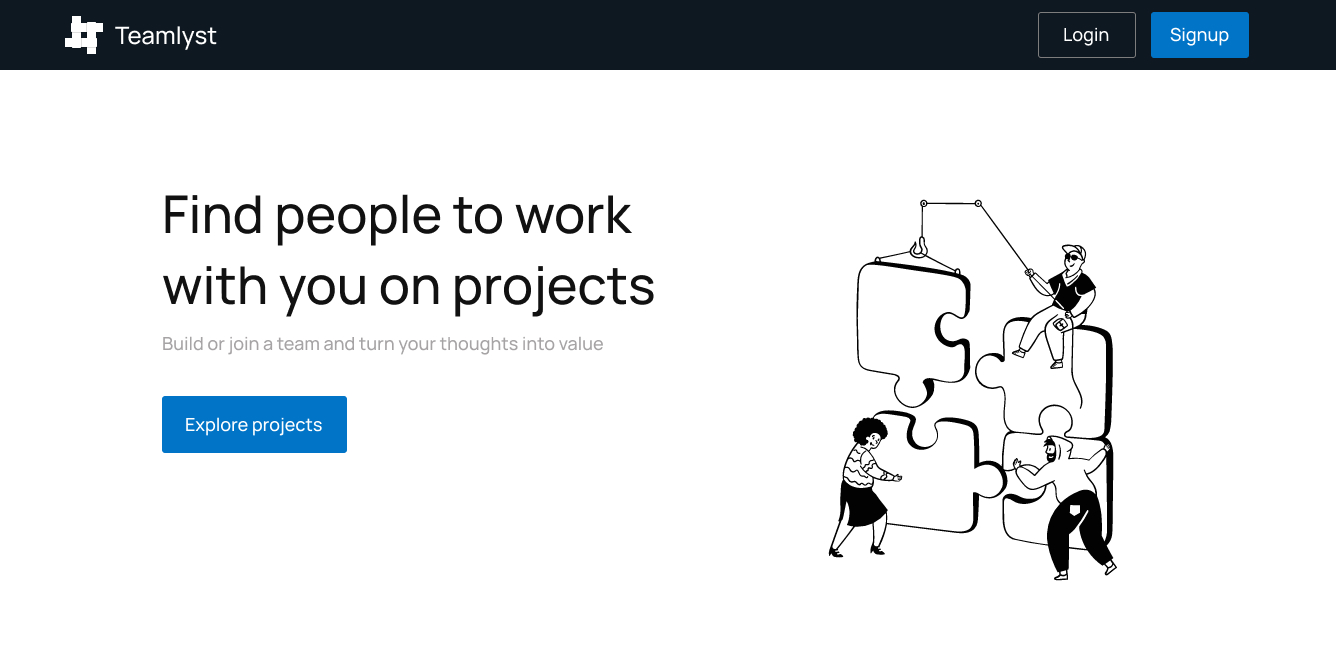 Teamlyst
Login
Signup
Find people to work
with you on projects
Build or join a team and turn your thoughts into value
Explore projects